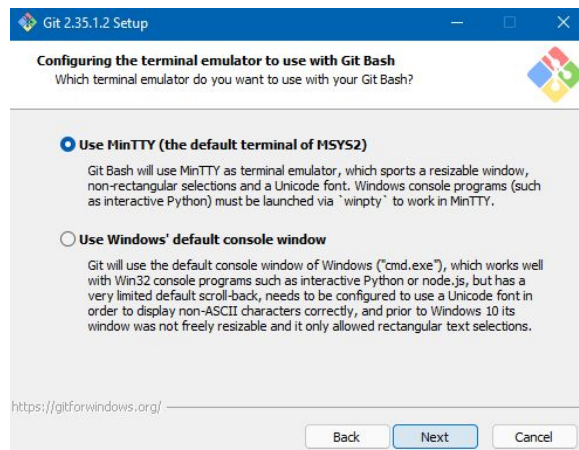 Git 2.35.1.2 Setup
Configuring the terminal emulator to use with Git Bash
Which terminal emulator do you want to use with your Git Bash?
Use MinTTY (the default terminal of MSYS2)
Git Bash will use MinTTY as terminal emulator, which sports a resizable window,
non-rectangular selections and a Unicode font. Windows console programs (such
as interactive Python) must be launched via `winpty` to work in MinTTY.
Use Windows' default console window
Git will use the default console window of Windows ("cmd.exe"), which works well
with Win32 console programs such as interactive Python or node.js, but has a
very limited default scroll-back, needs to be configured to use a Unicode font in
order to display non-ASCII characters correctly, and prior to Windows 10 its
window was not freely resizable and it only allowed rectangular text selections.
https://gitforwindows.org/
Back Next Cancel